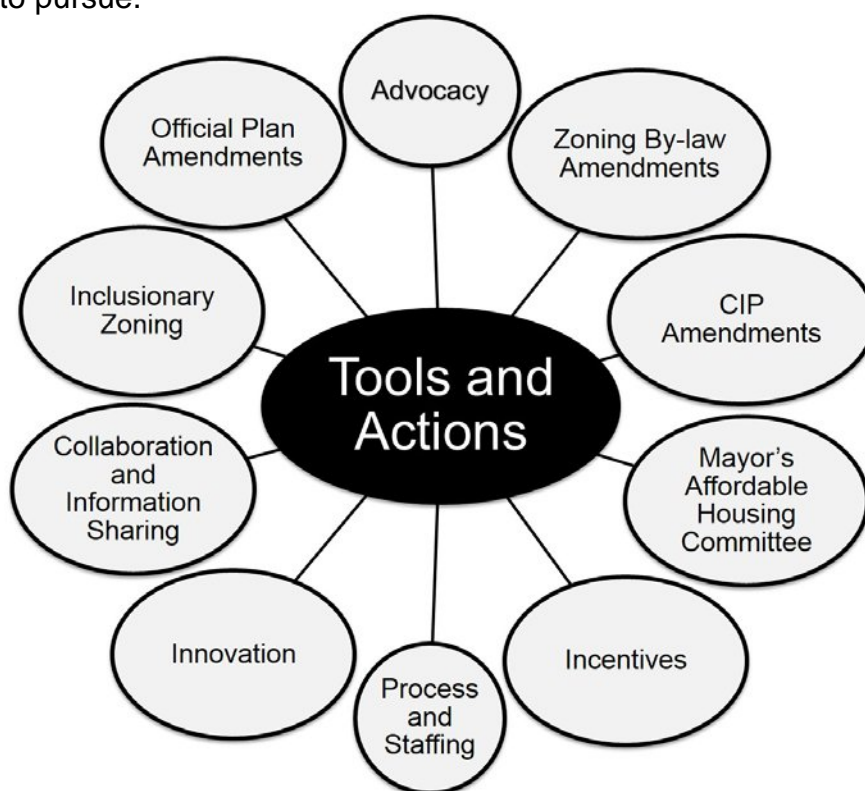 to pursue.
Advocacy
Official Plan
Amendments
Zoning By-law
Amendments
Inclusionary
Zoning
CIP
Amendments
Tools and
Actions
Collaboration
and
Information
Sharing
Mayor's
Affordable
Housing
Committee
Innovation
Incentives
Process
and
Staffing